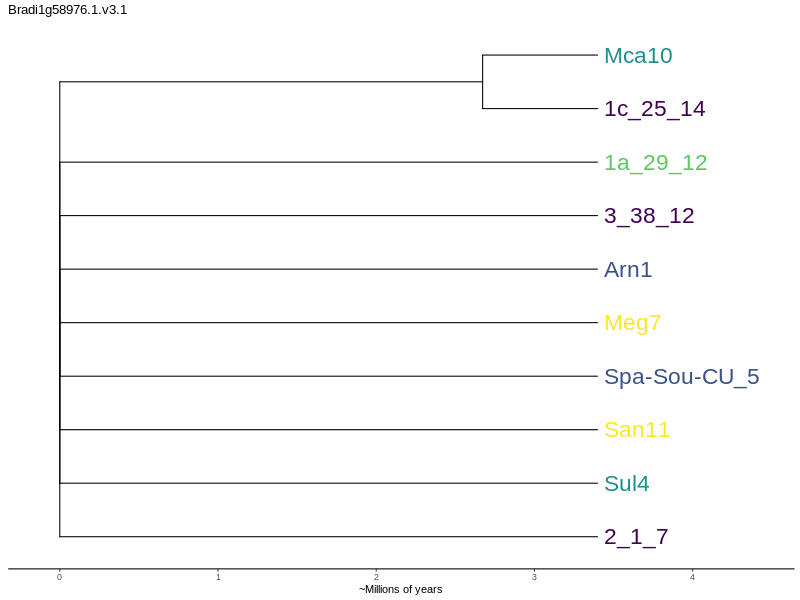 Bradi1g58976.1.v3.1
Mca10
1c_25_14
1a_29_12
3_38_12
Arn1
Meg7
Spa-Sou-CU_5
San11
Sul4
2_1_7
0 1 2 3 4
~Millions of years